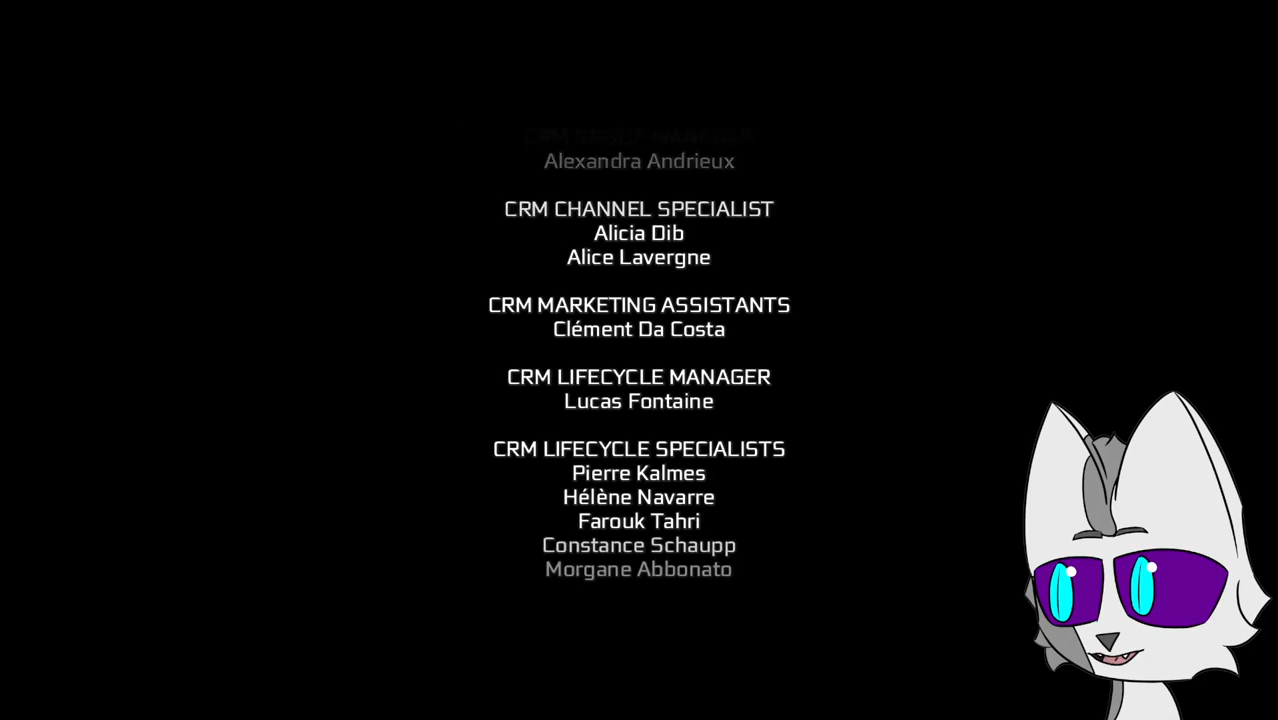 Alexandra Andrieux
CRM CHANNEL SPECIALIST
Alicia Dib
Alice Lavergne
CRM MARKETING ASSISTANTS
Clément Da Costa
CRM LIFECYCLE MANAGER
Lucas Fontaine
CRM LIFECYCLE SPECIALISTS
Pierre Kalmes
Hélène Navarre
Farouk Tahri
Constance Schaupp
Morgane Abbonato